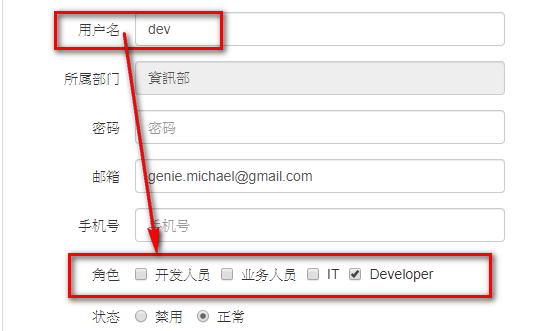 用户名 dev
所属部门 資訊部
密码 密码
邮箱 genie.michael@gmail.com
手机号 手机号
角色 开发人员 业务人员 IT Developer
状态 禁用 正常